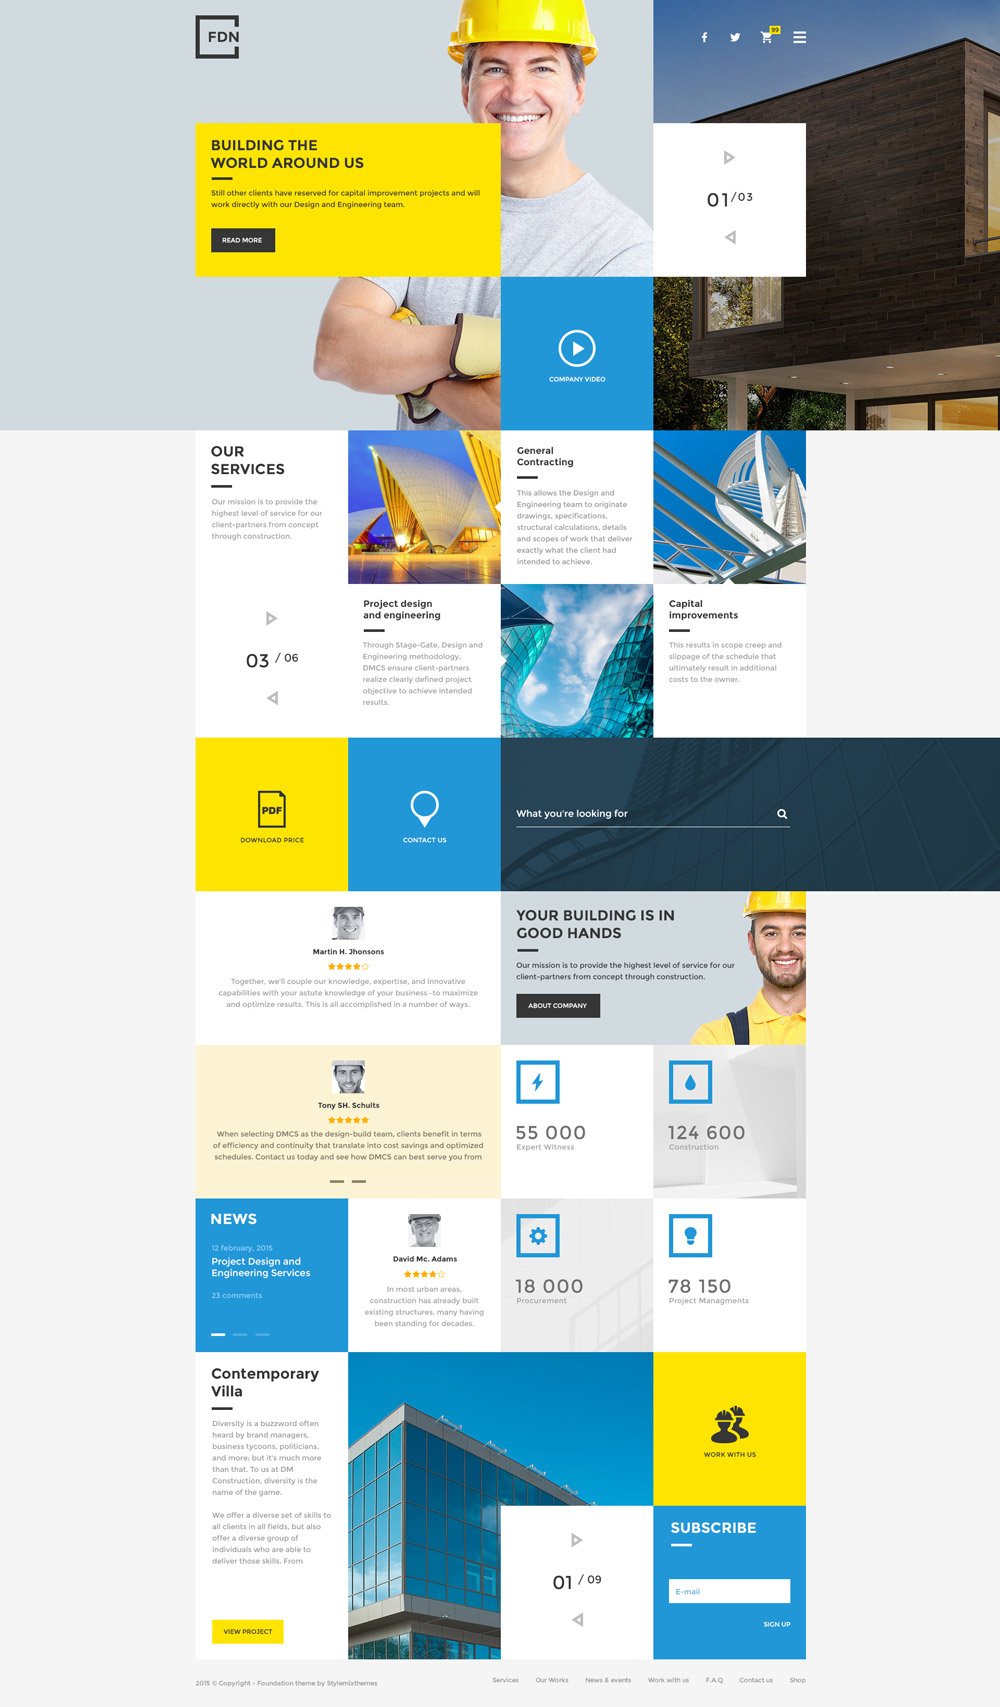 FDN
99
BUILDING THE
WORLD AROUND US
Still other clients have reserved for capital improvement projects and will
work directly with our Design and Engineering team.
READ MORE
01/03
COMPANY VIDEO
OUR
SERVICES
Our mission is to provide the
highest level of service for our
client-partners from concept
through construction.
General
Contracting
This allows the Design and
Engineering team to originate
drawings, specifications,
structural calculations, details
and scopes of work that deliver
exactly what the client had
intended to achieve.
03 / 06
Project design
and engineering
Through Stage-Gate, Design and
Engineering methodology,
DMCS ensure client-partners
realize clearly defined project
objective to achieve intended
results.
Capital
improvements
This results in scope creep and
slippage of the schedule that
ultimately result in additional
costs to the owner.
PDF
DOWNLOAD PRICE
CONTACT US
What you're looking for
Martin H. Jhonsons
Together, we'll couple our knowledge, expertise, and innovative
capabilities with your astute knowledge of your business—to maximize
and optimize results. This is all accomplished in a number of ways.
YOUR BUILDING IS IN
GOOD HANDS
Our mission is to provide the highest level of service for our
client-partners from concept through construction.
ABOUT COMPANY
Tony SH. Schults
When selecting DMCS as the design-build team, clients benefit in terms
of efficiency and continuity that translate into cost savings and optimized
schedules. Contact us today and see how DMCS can best serve you from
55 000
Expert Witness
124 600
Construction
NEWS
12 february, 2015
Project Design and
Engineering Services
23 comments
David Mc. Adams
In most urban areas,
construction has already built
existing structures, many having
been standing for decades.
18 000
Procurement
78 150
Project Managments
Contemporary
Villa
Diversity is a buzzword often
heard by brand managers,
business tycoons, politicians,
and more; but it's much more
than that. To us at DM
Construction, diversity is the
name of the game.
We offer a diverse set of skills to
all clients in all fields, but also
offer a diverse group of
individuals who are able to
deliver those skills. From
VIEW PROJECT
01 / 09
WORK WITH US
SUBSCRIBE
E-mail
SIGN UP
2015 © Copyright - Foundation theme by Stylemixthemes
Services Our Works News & events Work with us F.A.Q Contact us Shop